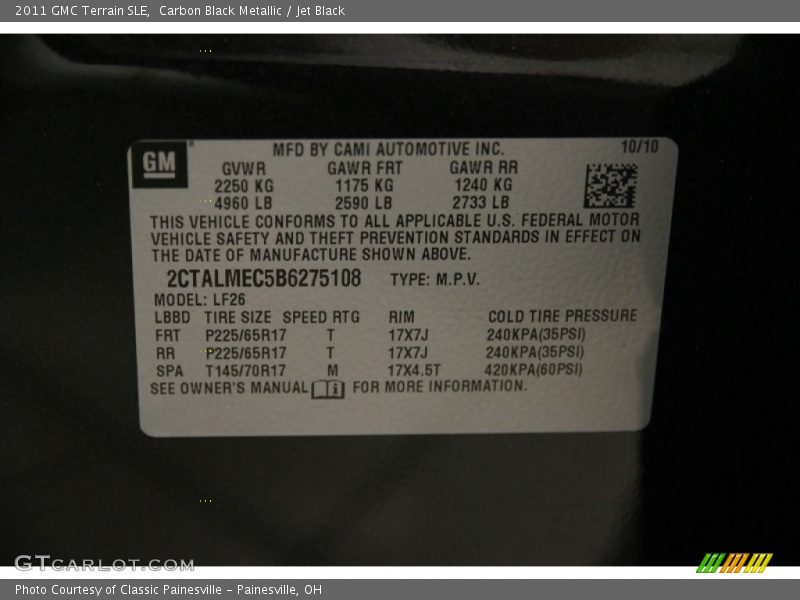 2011 GMC Terrain SLE,  Carbon Black Metallic / Jet Black
GM
MFD BY CAMI AUTOMOTIVE INC.
10/10
GVWR GAWR FRT GAWR RR
2250 KG 1175 KG 1240 KG
4960 LB 2590 LB 2733 LB
THIS VEHICLE CONFORMS TO ALL APPLICABLE U.S. FEDERAL MOTOR
VEHICLE SAFETY AND THEFT PREVENTION STANDARDS IN EFFECT ON
THE DATE OF MANUFACTURE SHOWN ABOVE.
2CTALMEC5B6275108 TYPE: M.P.V.
MODEL: LF26
LBBD TIRE SIZE SPEED RTG RIM COLD TIRE PRESSURE
FRT P225/65R17 T 17X7J 240KPA(35PSI)
RR P225/65R17 T 17X7J 240KPA(35PSI)
SPA T145/70R17 M 17X4.5T 420KPA(60PSI)
SEE OWNER'S MANUAL FOR MORE INFORMATION.
GTCARLOT.COM
Photo Courtesy of Classic Painesville – Painesville, OH